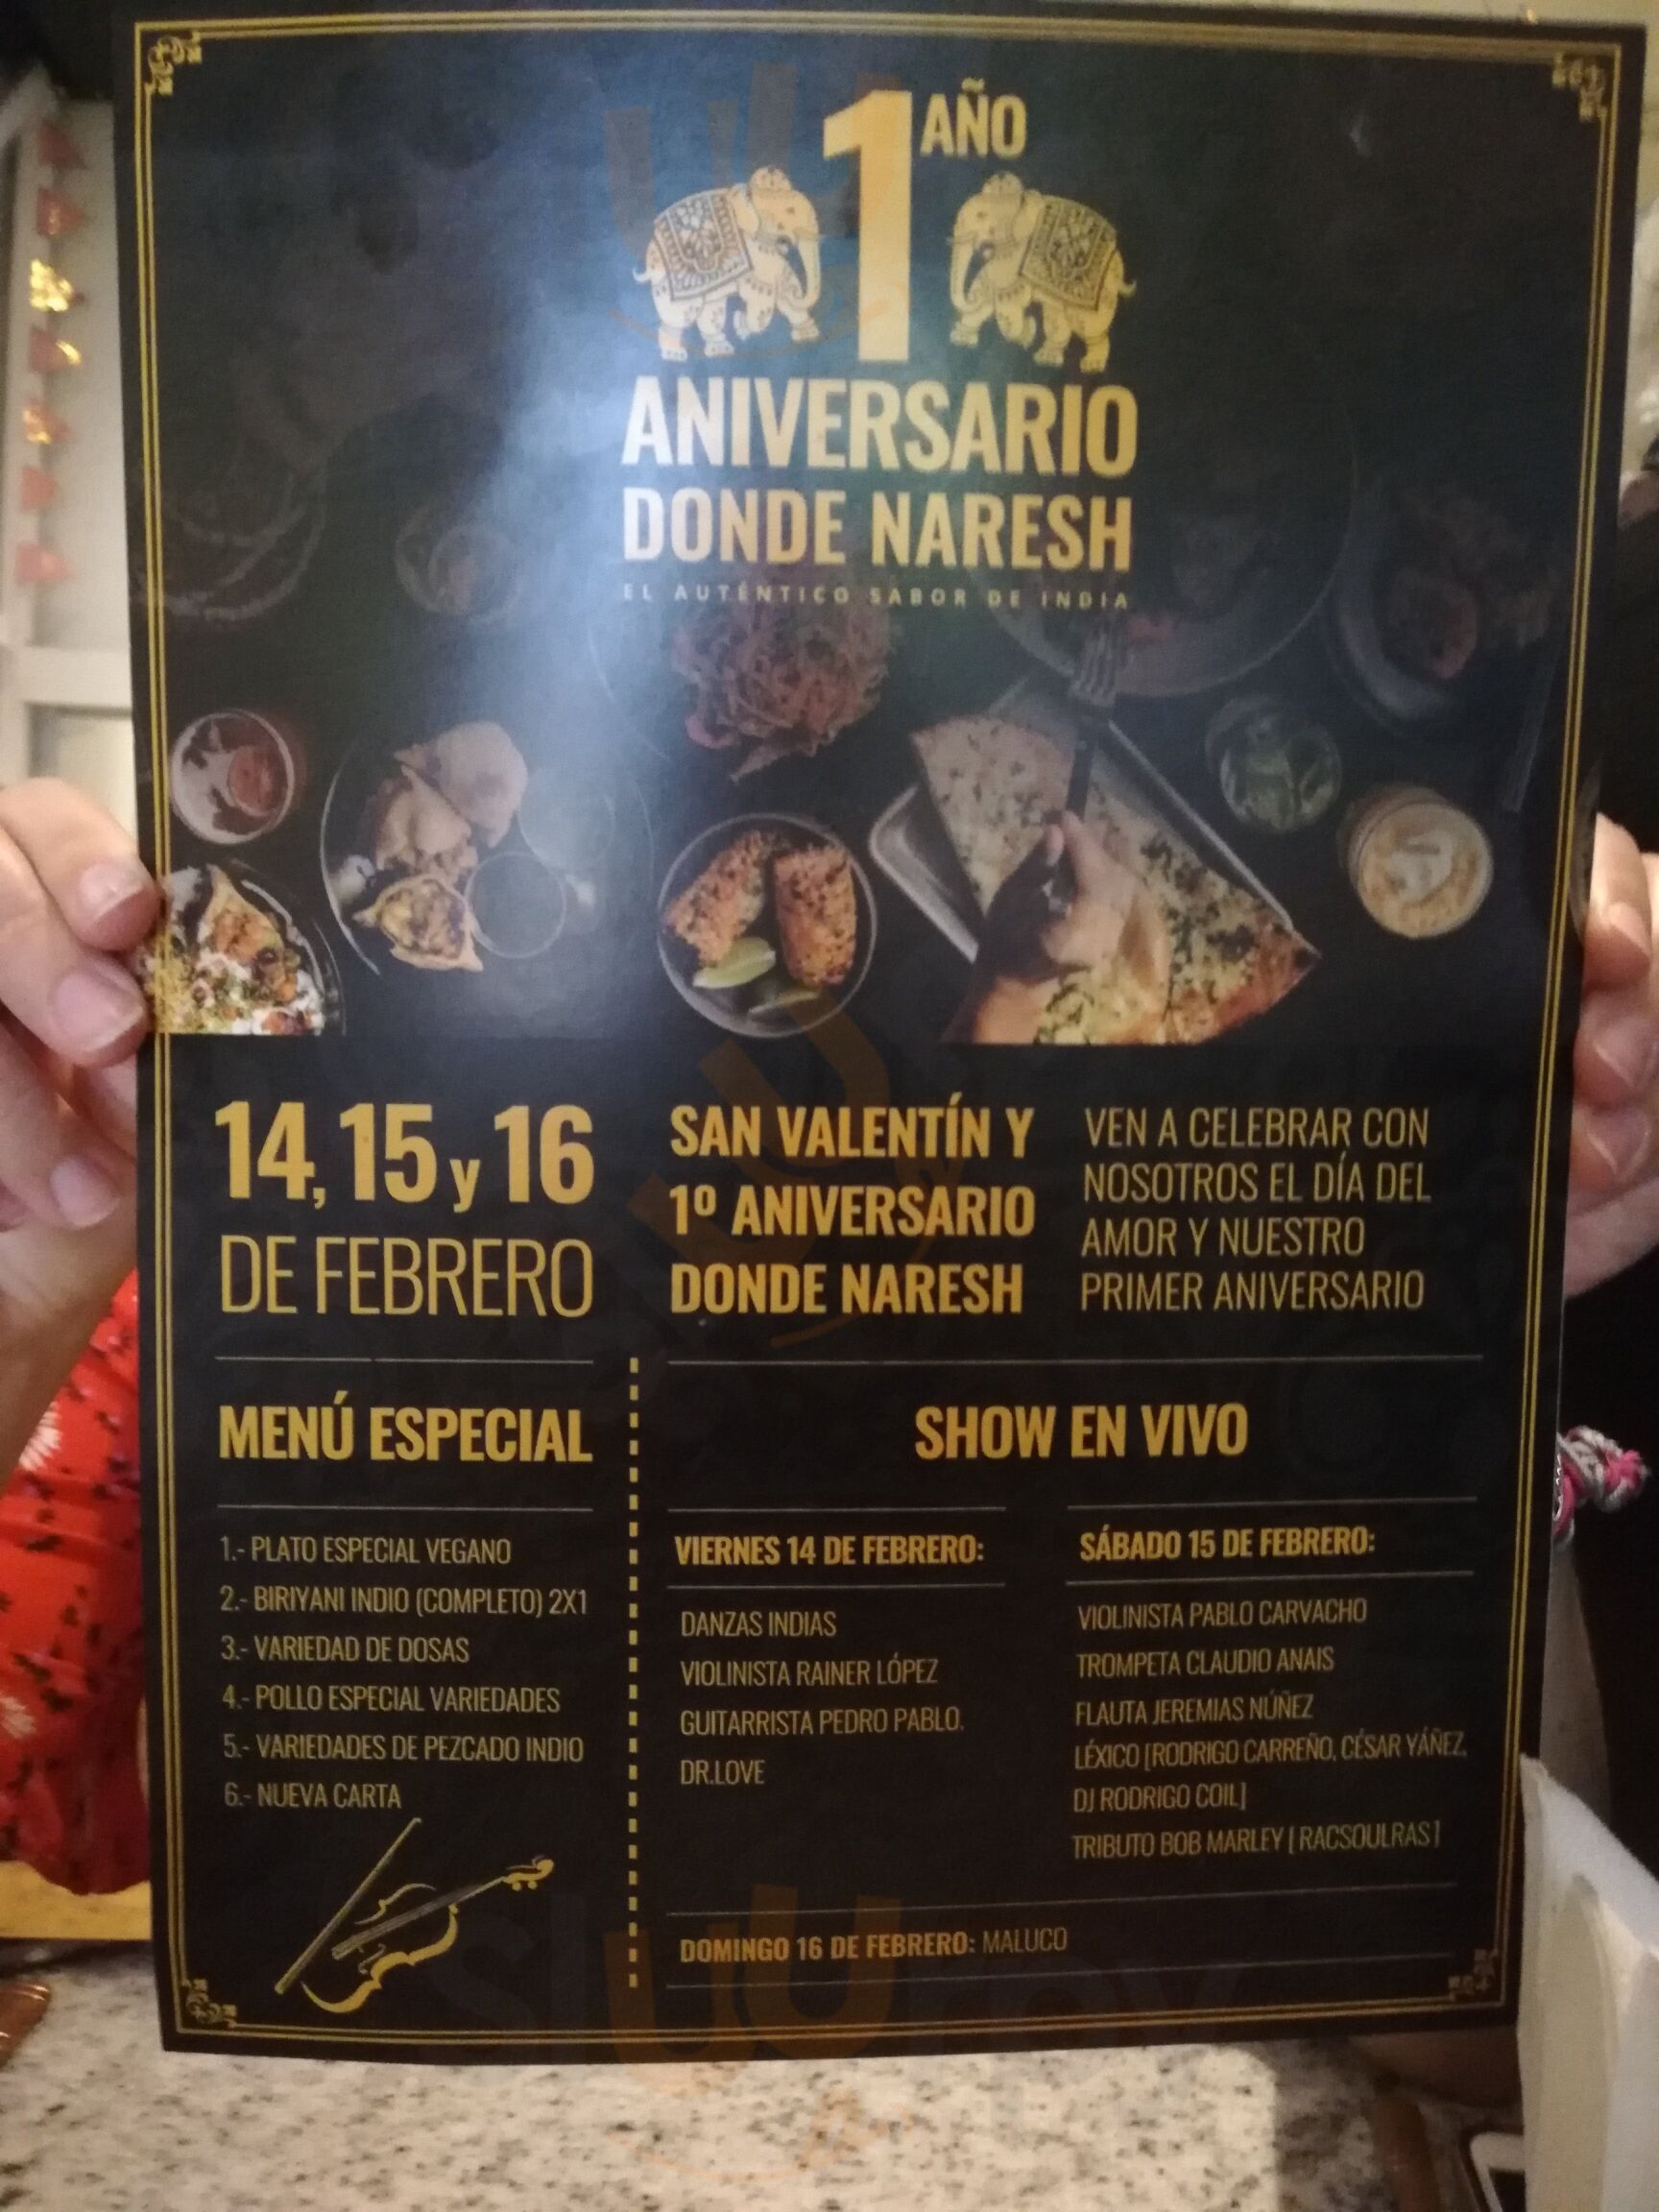 1 AÑO
ANIVERSARIO
DONDE NARESH
EL AUTÉNTICO SABOR DE INDIA
14, 15 y 16
DE FEBRERO
SAN VALENTÍN Y
1º ANIVERSARIO
DONDE NARESH
VEN A CELEBRAR CON
NOSOTROS EL DÍA DEL
AMOR Y NUESTRO
PRIMER ANIVERSARIO
MENÚ ESPECIAL
1.- PLATO ESPECIAL VEGANO
2.- BIRIYANI INDIO (COMPLETO) 2X1
3.- VARIEDAD DE DOSAS
4.- POLLO ESPECIAL VARIEDADES
5.- VARIEDADES DE PEZCADO INDIO
6.- NUEVA CARTA
SHOW EN VIVO
VIERNES 14 DE FEBRERO:
DANZAS INDIAS
VIOLINISTA RAINER LÓPEZ
GUITARRISTA PEDRO PABLO.
DR.LOVE
SÁBADO 15 DE FEBRERO:
VIOLINISTA PABLO CARVACHO
TROMPETA CLAUDIO ANAIS
FLAUTA JEREMIAS NÚÑEZ
LÉXICO [RODRIGO CARREÑO, CÉSAR YÁÑEZ,
DJ RODRIGO COIL]
TRIBUTO BOB MARLEY [ RACSOULRAS ]
DOMINGO 16 DE FEBRERO: MALUCO
sluurpy